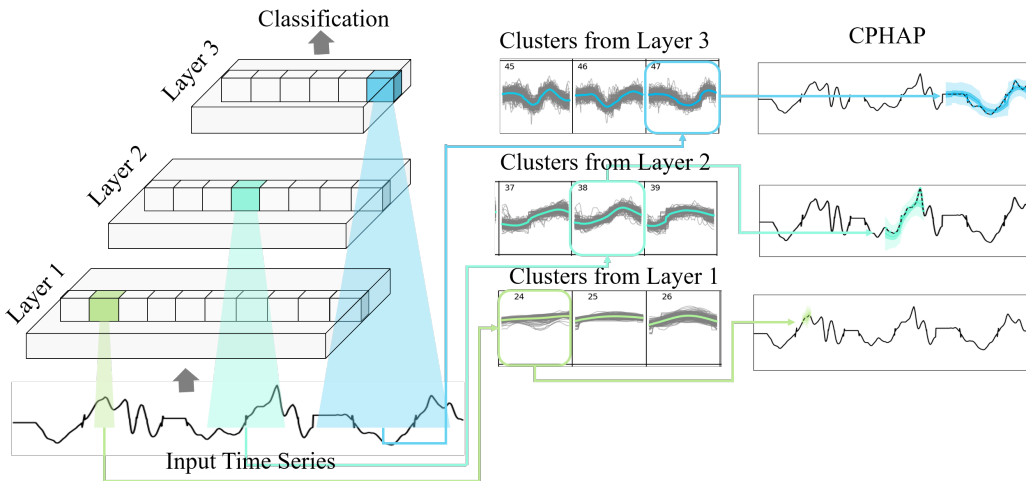 Classification
Layer 3
Layer 2
Layer 1
Input Time Series
Clusters from Layer 3
45 46 47
Clusters from Layer 2
37 38 39
Clusters from Layer 1
24 25 26
CPHAP